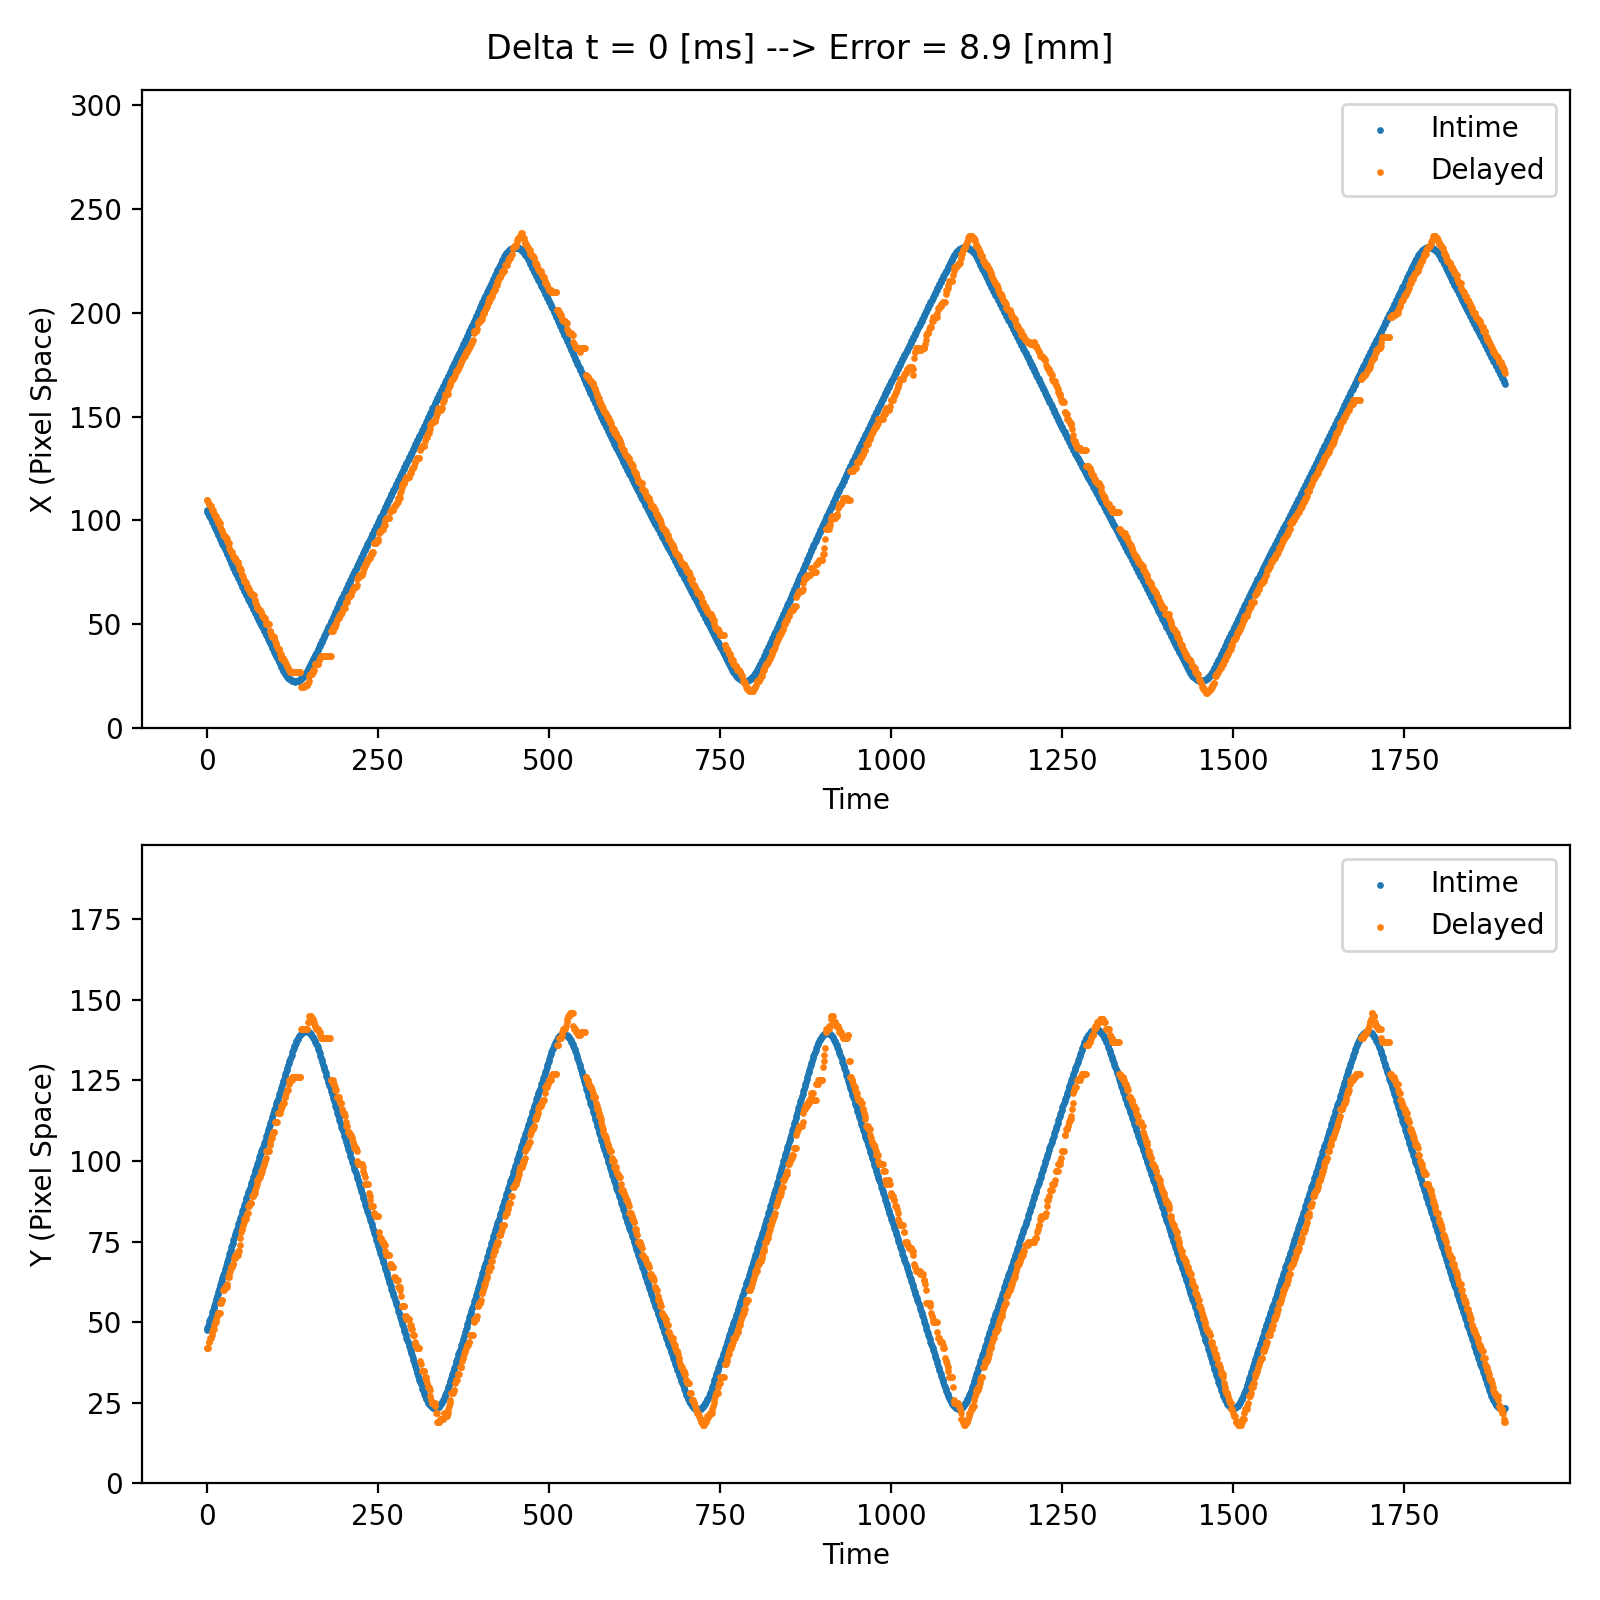 Delta t = 0 [ms] --> Error = 8.9 [mm]
300
250
200
150
100
50
0
X (Pixel Space)
Intime
Delayed
0 250 500 750 1000 1250 1500 1750
Time
175
150
125
100
75
50
25
0
Y (Pixel Space)
Intime
Delayed
0 250 500 750 1000 1250 1500 1750
Time